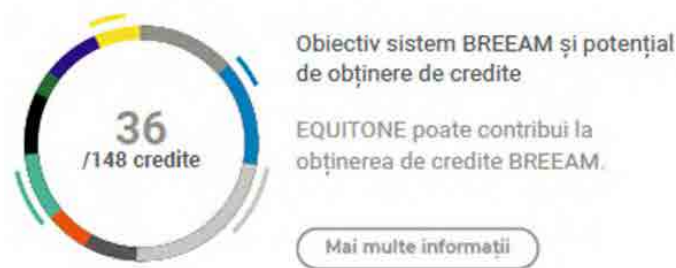 36
/148 credite
Obiectiv sistem BREEAM și potențial
de obținere de credite
EQUITONE poate contribui la
obținerea de credite BREEAM.
Mai multe informații